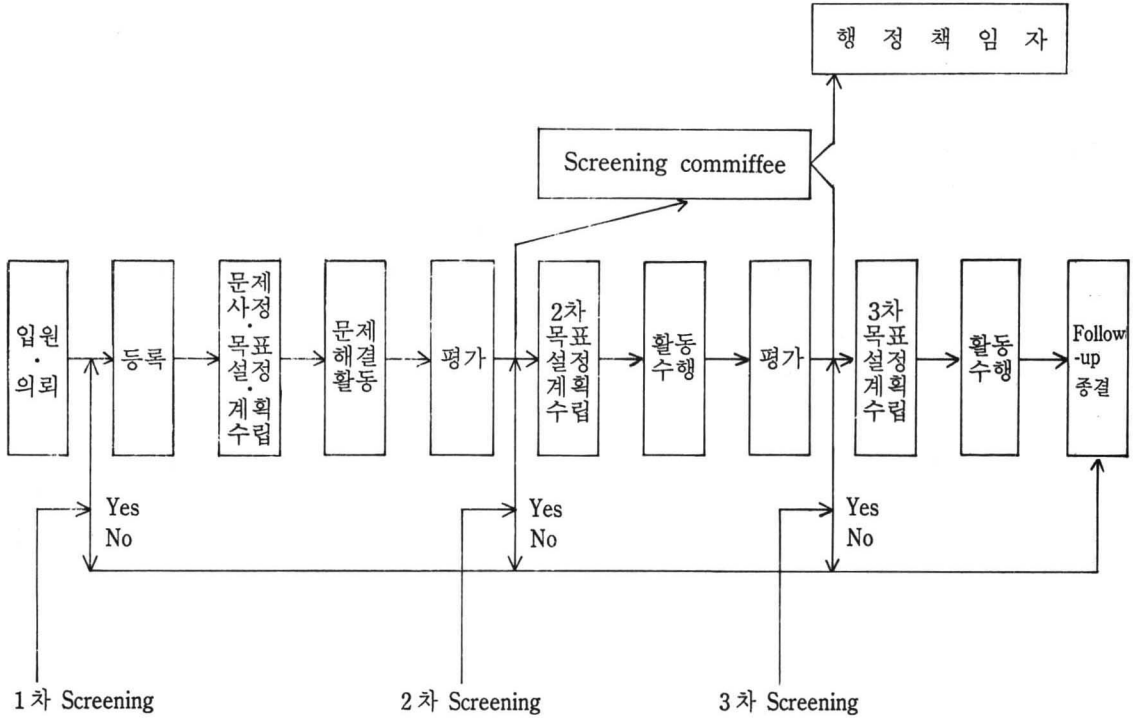 행 정 책 임 자
Screening commiffee
입원
·
의뢰
등록
문제
사정
·
목표
설정
·
계획
수립
문제
해결
활동
평가
2차
목표
설정
계획
수립
활동
수행
평가
3차
목표
설정
계획
수립
활동
수행
Follow
-up
종결
Yes
No
Yes
No
Yes
No
1차 Screening
2차 Screening
3차 Screening